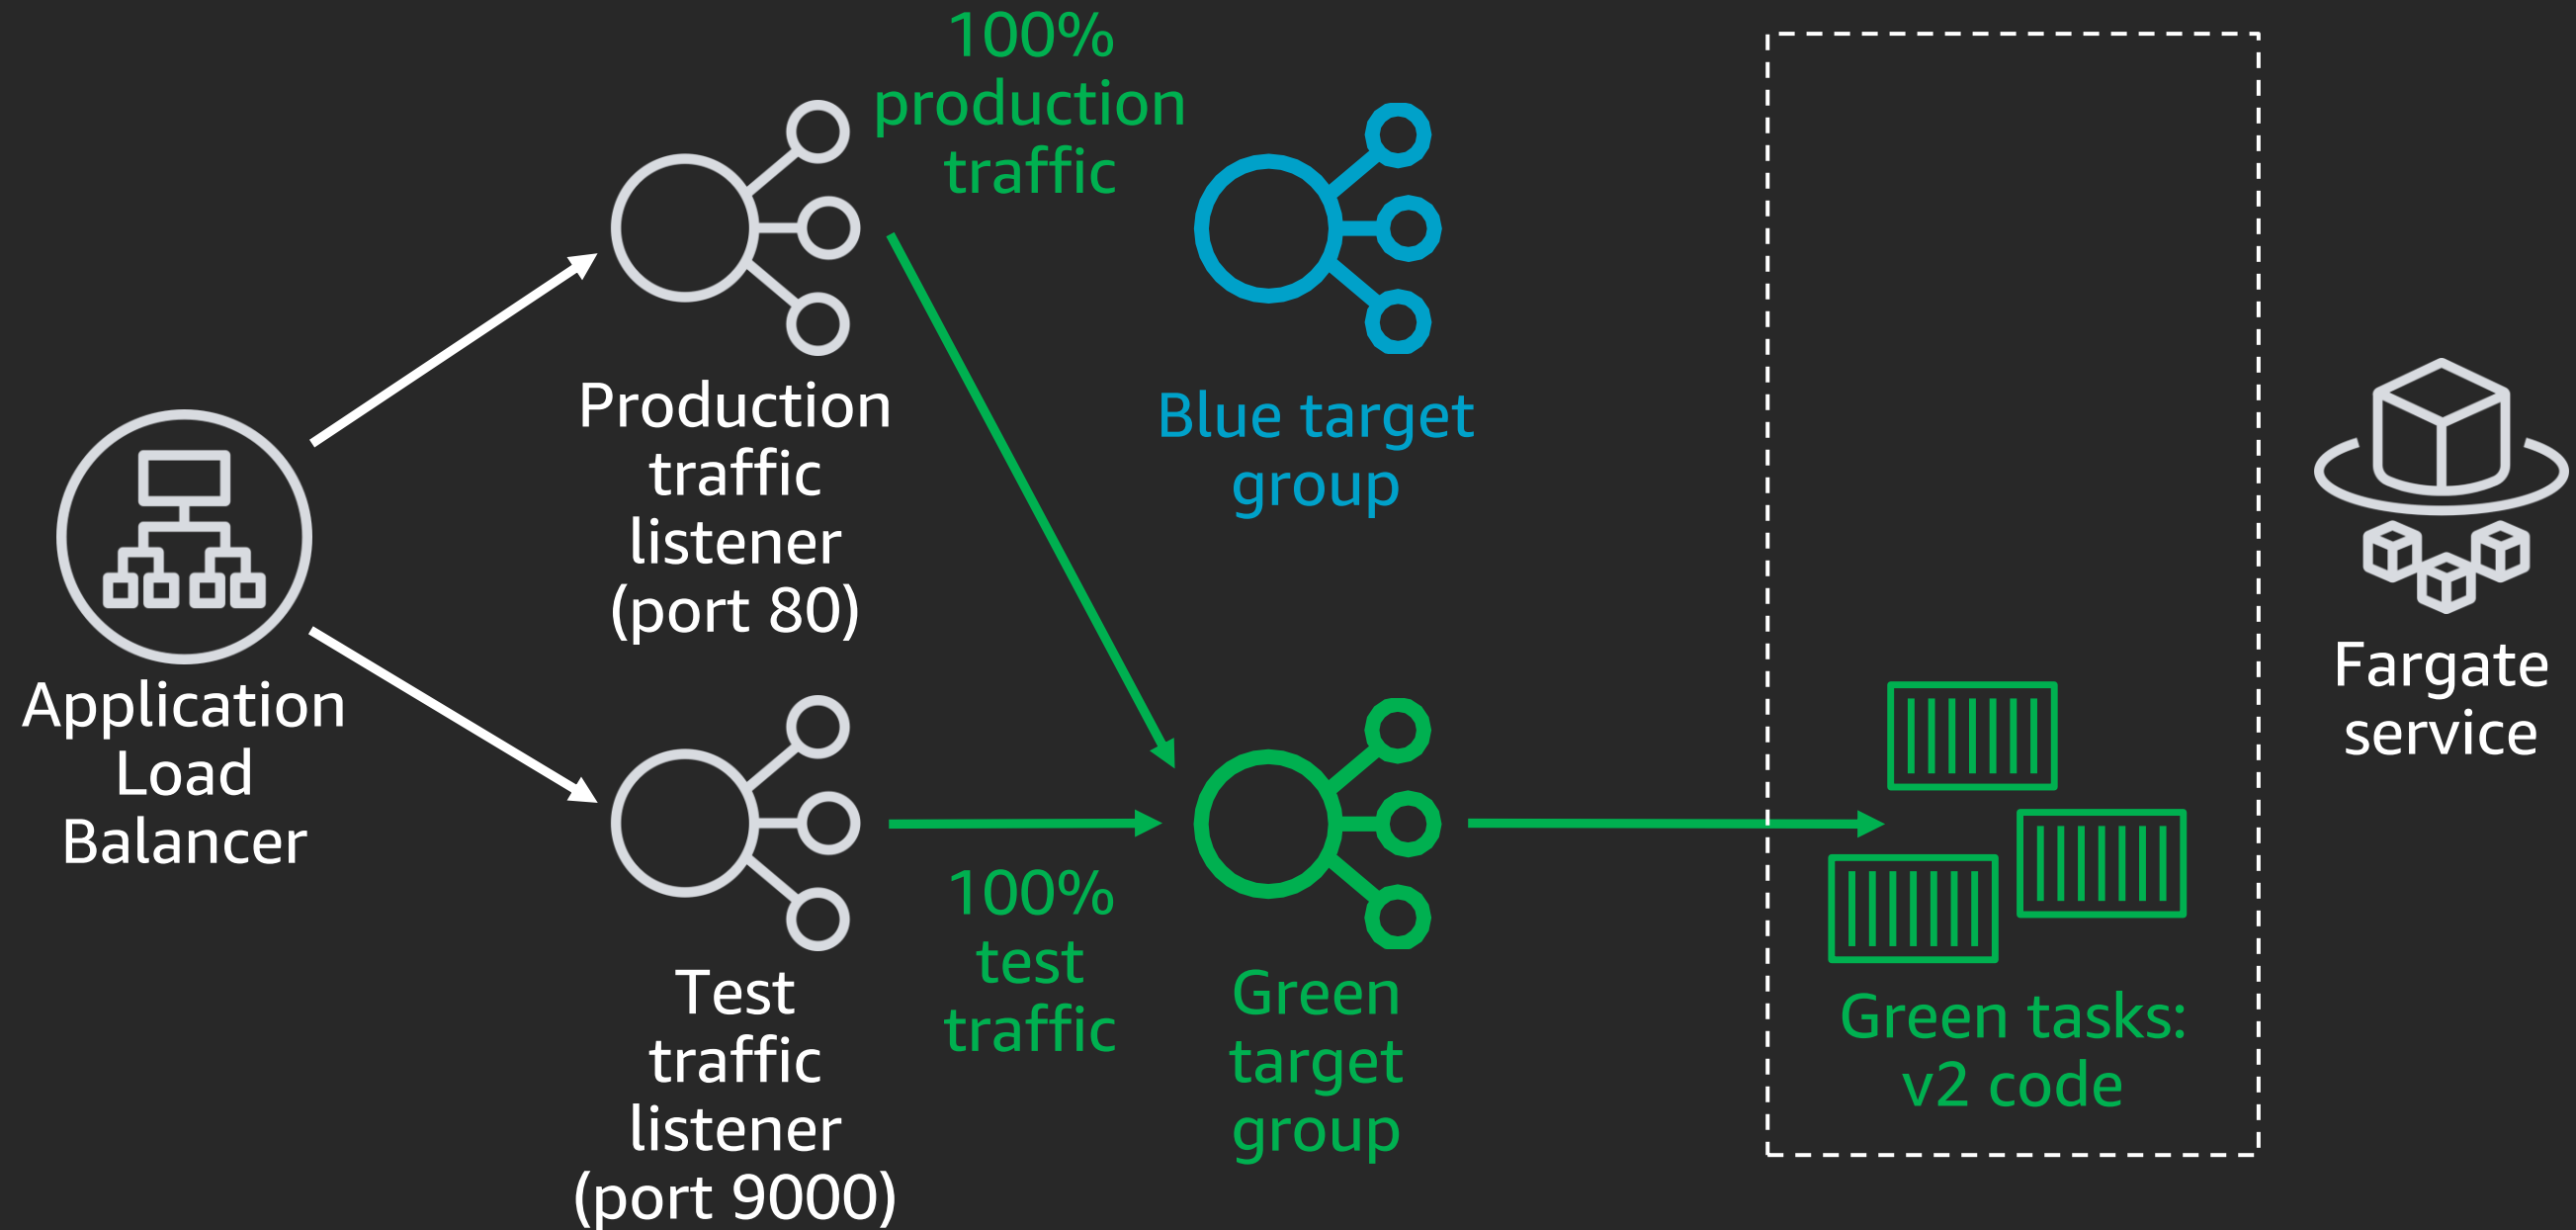 100%
production
traffic
Production
traffic
listener
(port 80)
Blue target
group
Application
Load
Balancer
Fargate
service
100%
test
traffic
Test
traffic
listener
(port 9000)
Green
target
group
Green tasks:
v2 code